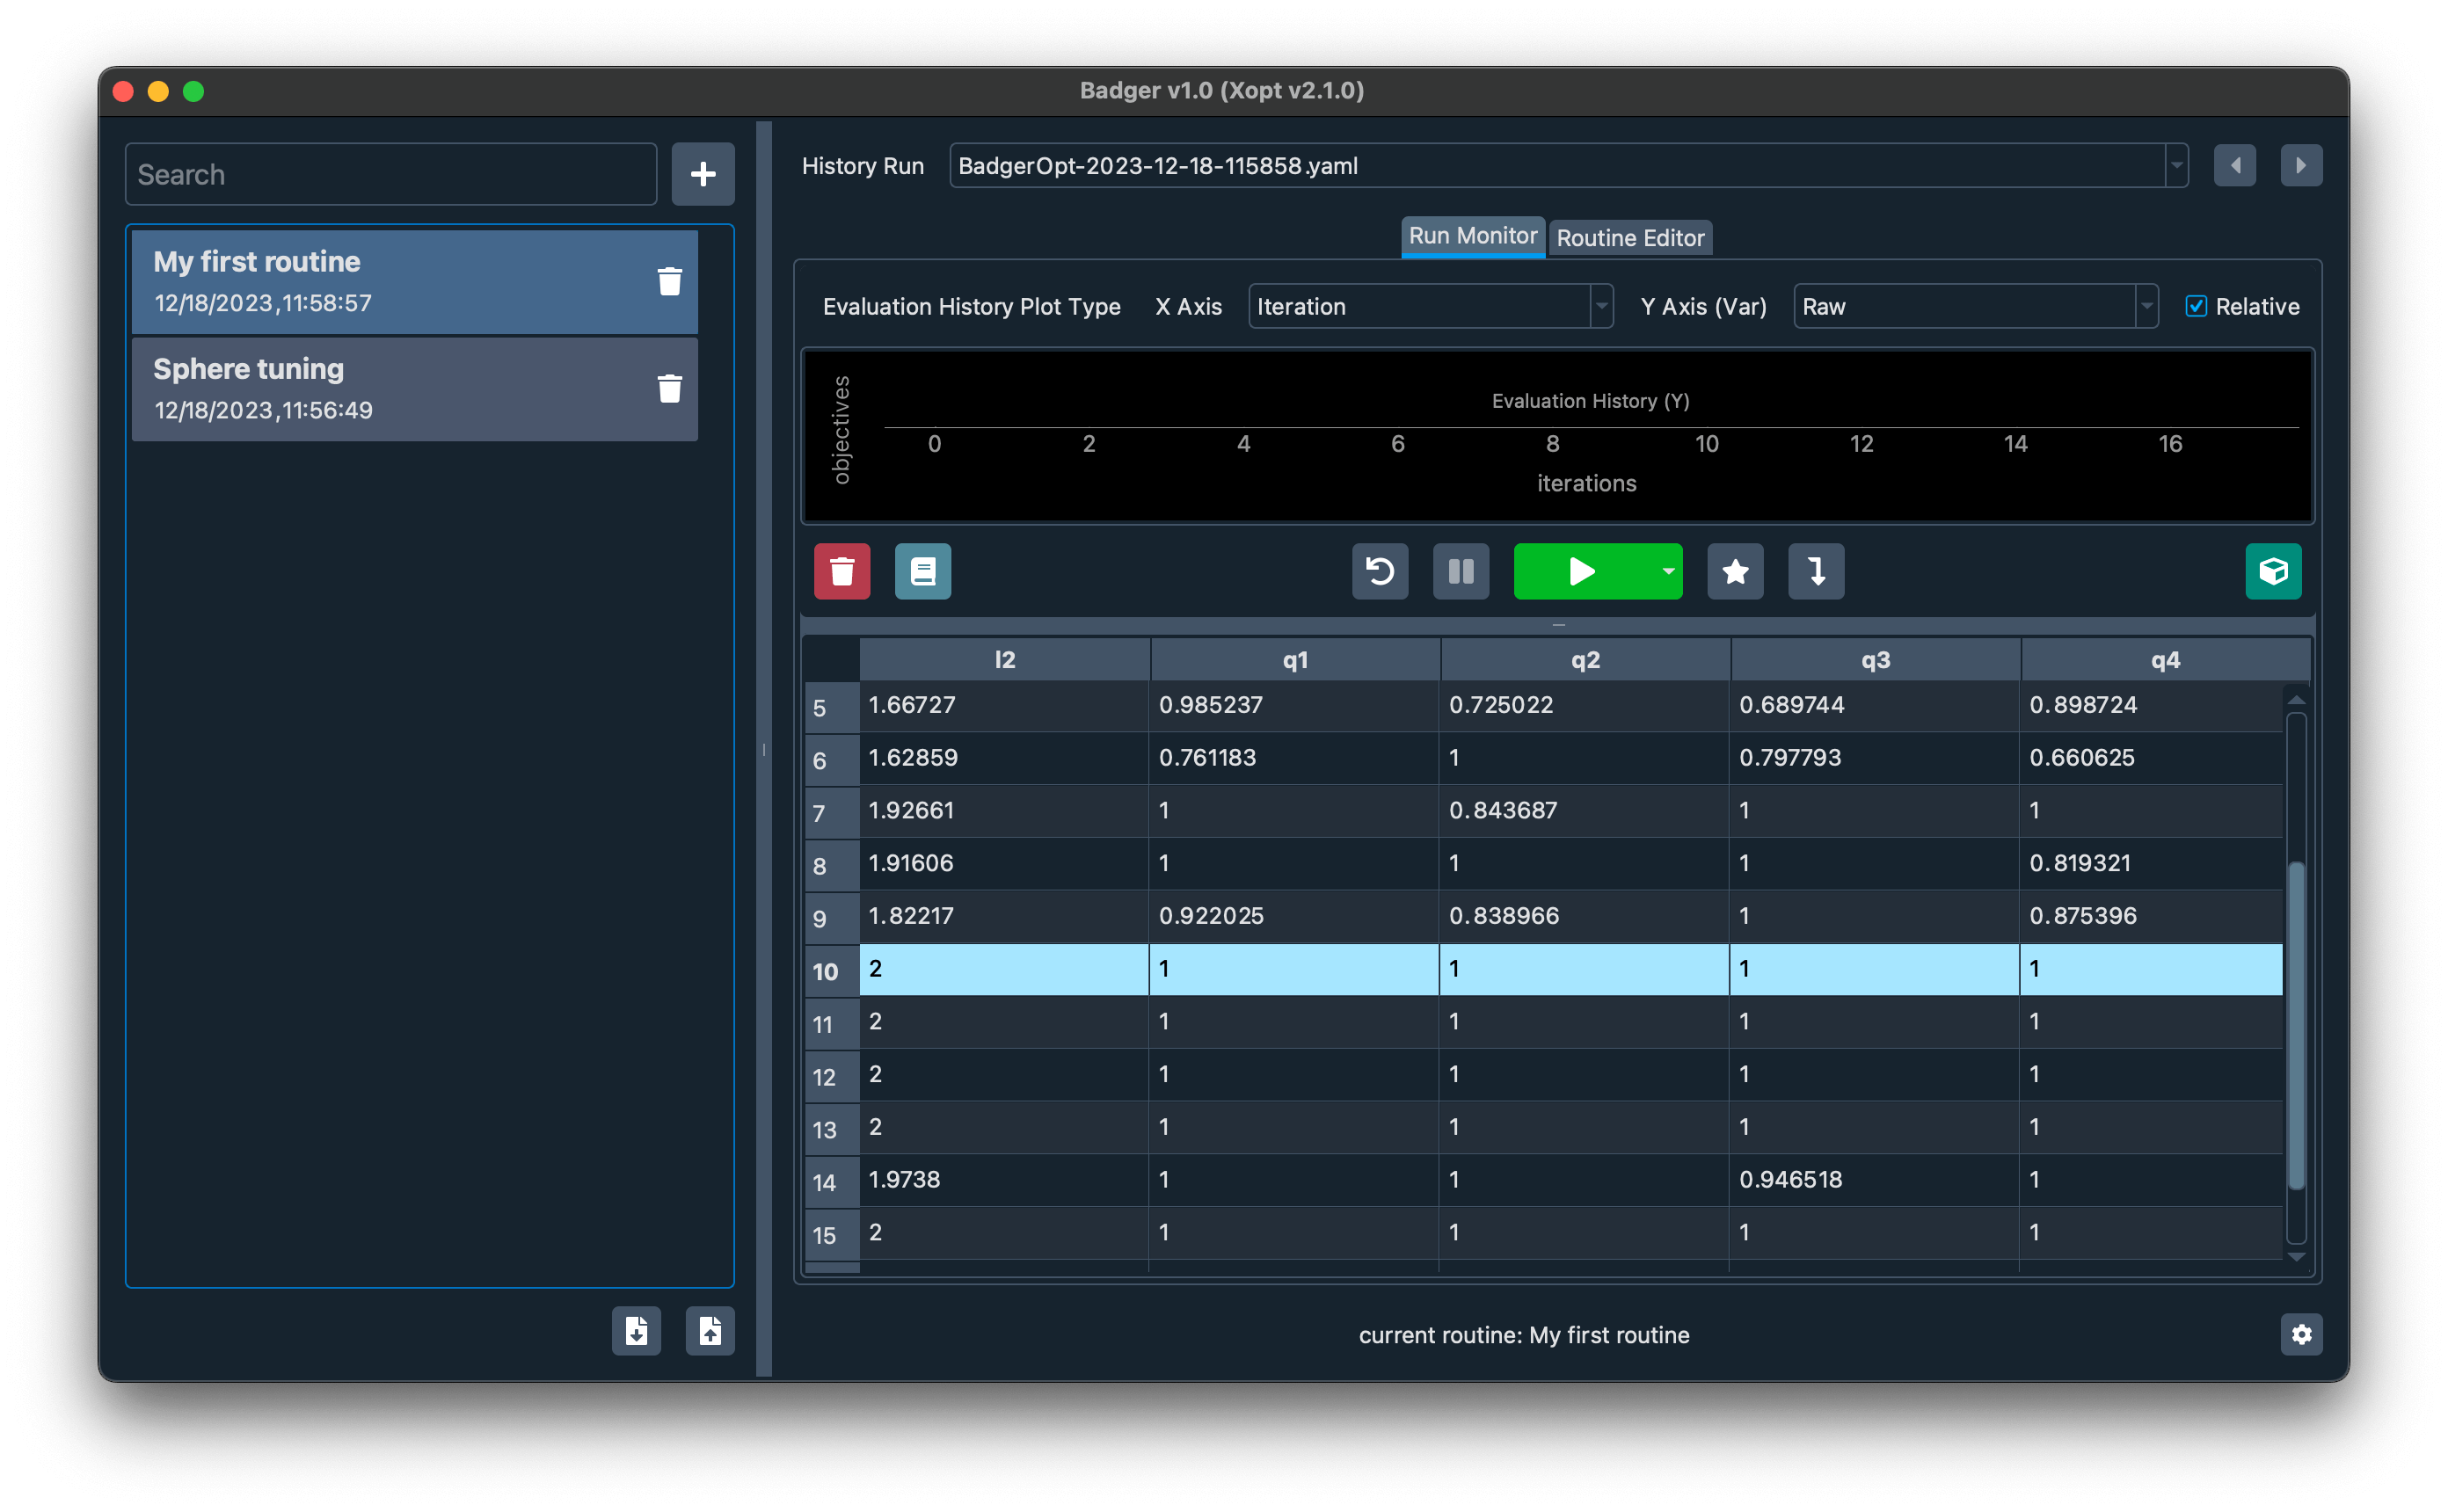 Badger v1.0 (Xopt v2.1.0)
Search
My first routine
12/18/2023,11:58:57
Sphere tuning
12/18/2023,11:56:49
History Run BadgerOpt-2023-12-18-115858.yaml
Run Monitor Routine Editor
Evaluation History Plot Type X Axis Iteration Y Axis (Var) Raw Relative
objectives
Evaluation History (Y)
0 2 4 6 8 10 12 14 16
iterations
l2 q1 q2 q3 q4
5 1.66727 0.985237 0.725022 0.689744 0.898724
6 1.62859 0.761183 1 0.797793 0.660625
7 1.92661 1 0.843687 1 1
8 1.91606 1 1 1 0.819321
9 1.82217 0.922025 0.838966 1 0.875396
10 2 1 1 1 1
11 2 1 1 1 1
12 2 1 1 1 1
13 2 1 1 1 1
14 1.9738 1 1 0.946518 1
15 2 1 1 1 1
current routine: My first routine